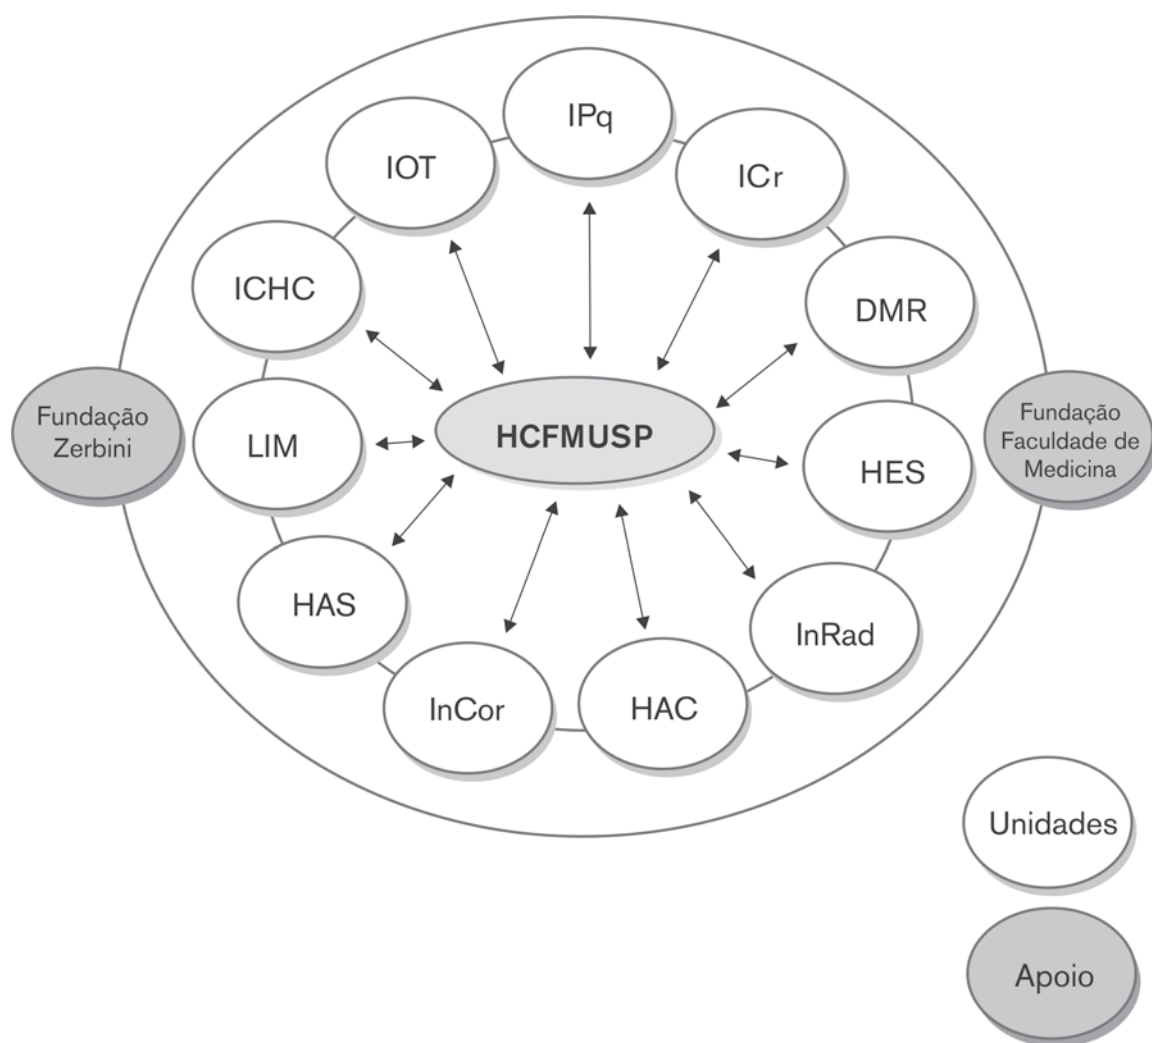 IPq
IOT
ICr
ICHC
DMR
Fundação
Zerbini
LIM
HCFMUSP
HES
Fundação
Faculdade de
Medicina
HAS
InRad
InCor
HAC
Unidades
Apoio